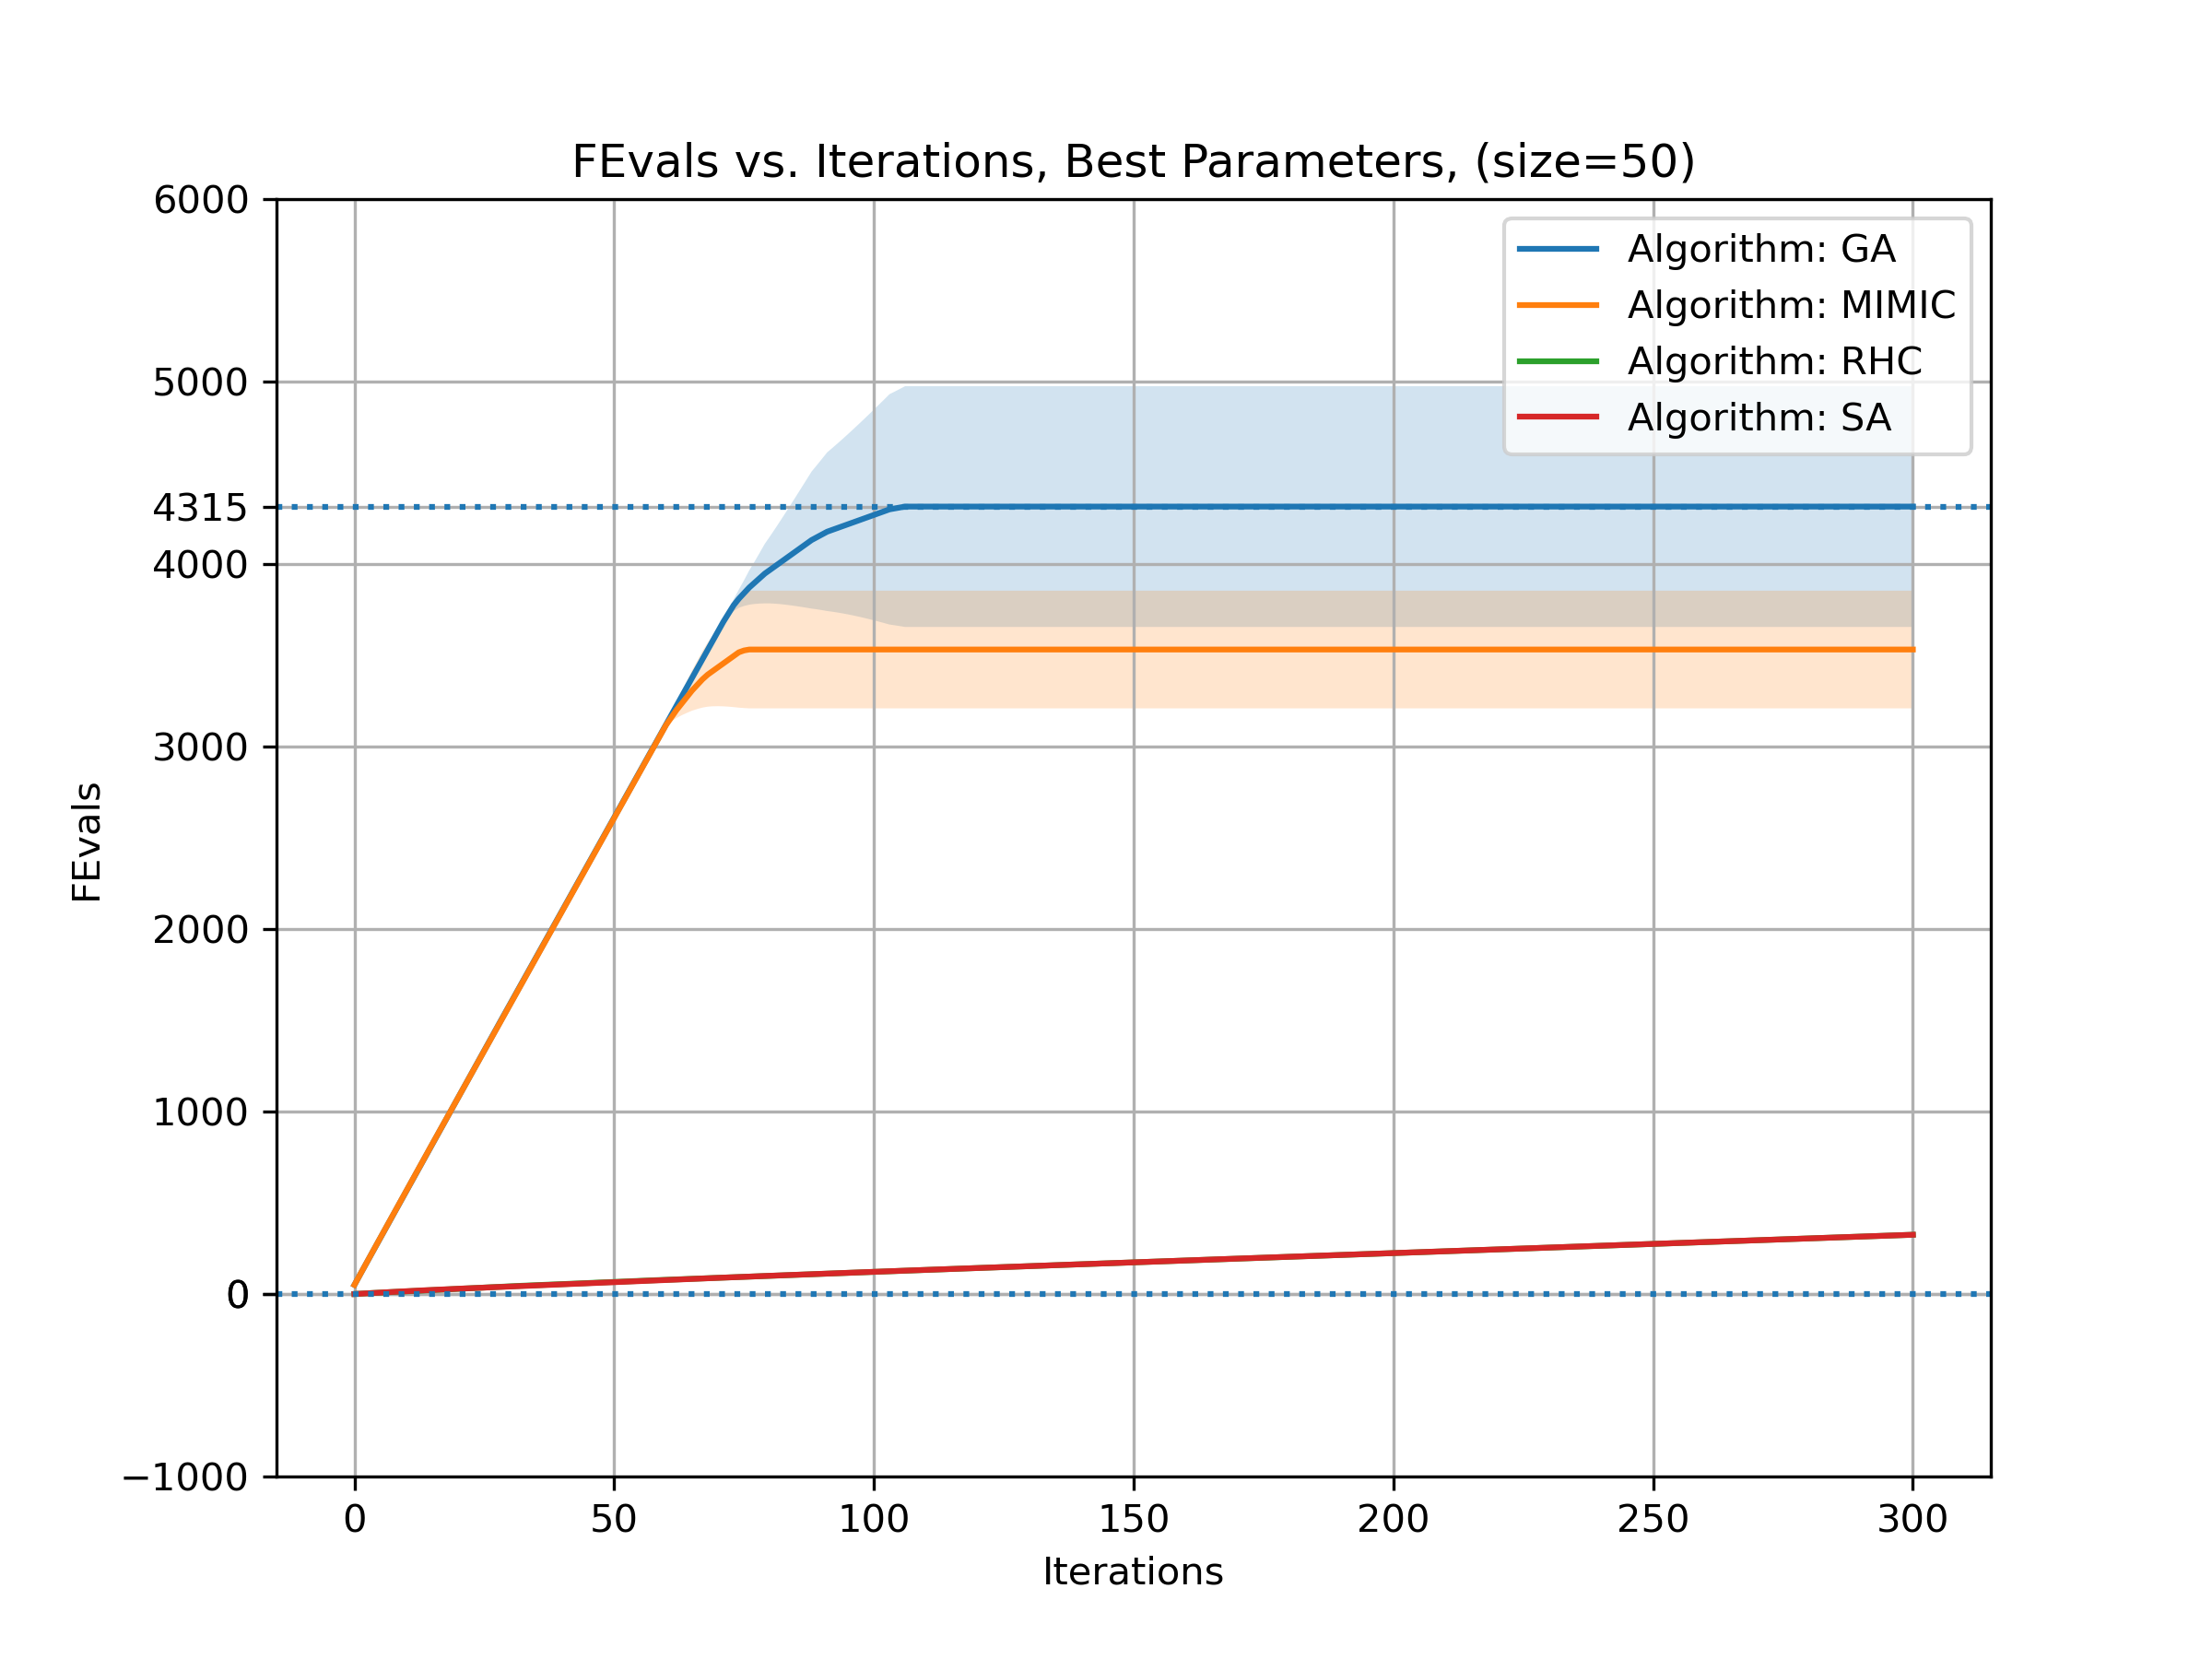 FEvals vs. Iterations, Best Parameters, (size=50)
6000
5000
4315
4000
3000
2000
1000
0
−1000
FEvals
Algorithm: GA
Algorithm: MIMIC
Algorithm: RHC
Algorithm: SA
0 50 100 150 200 250 300
Iterations